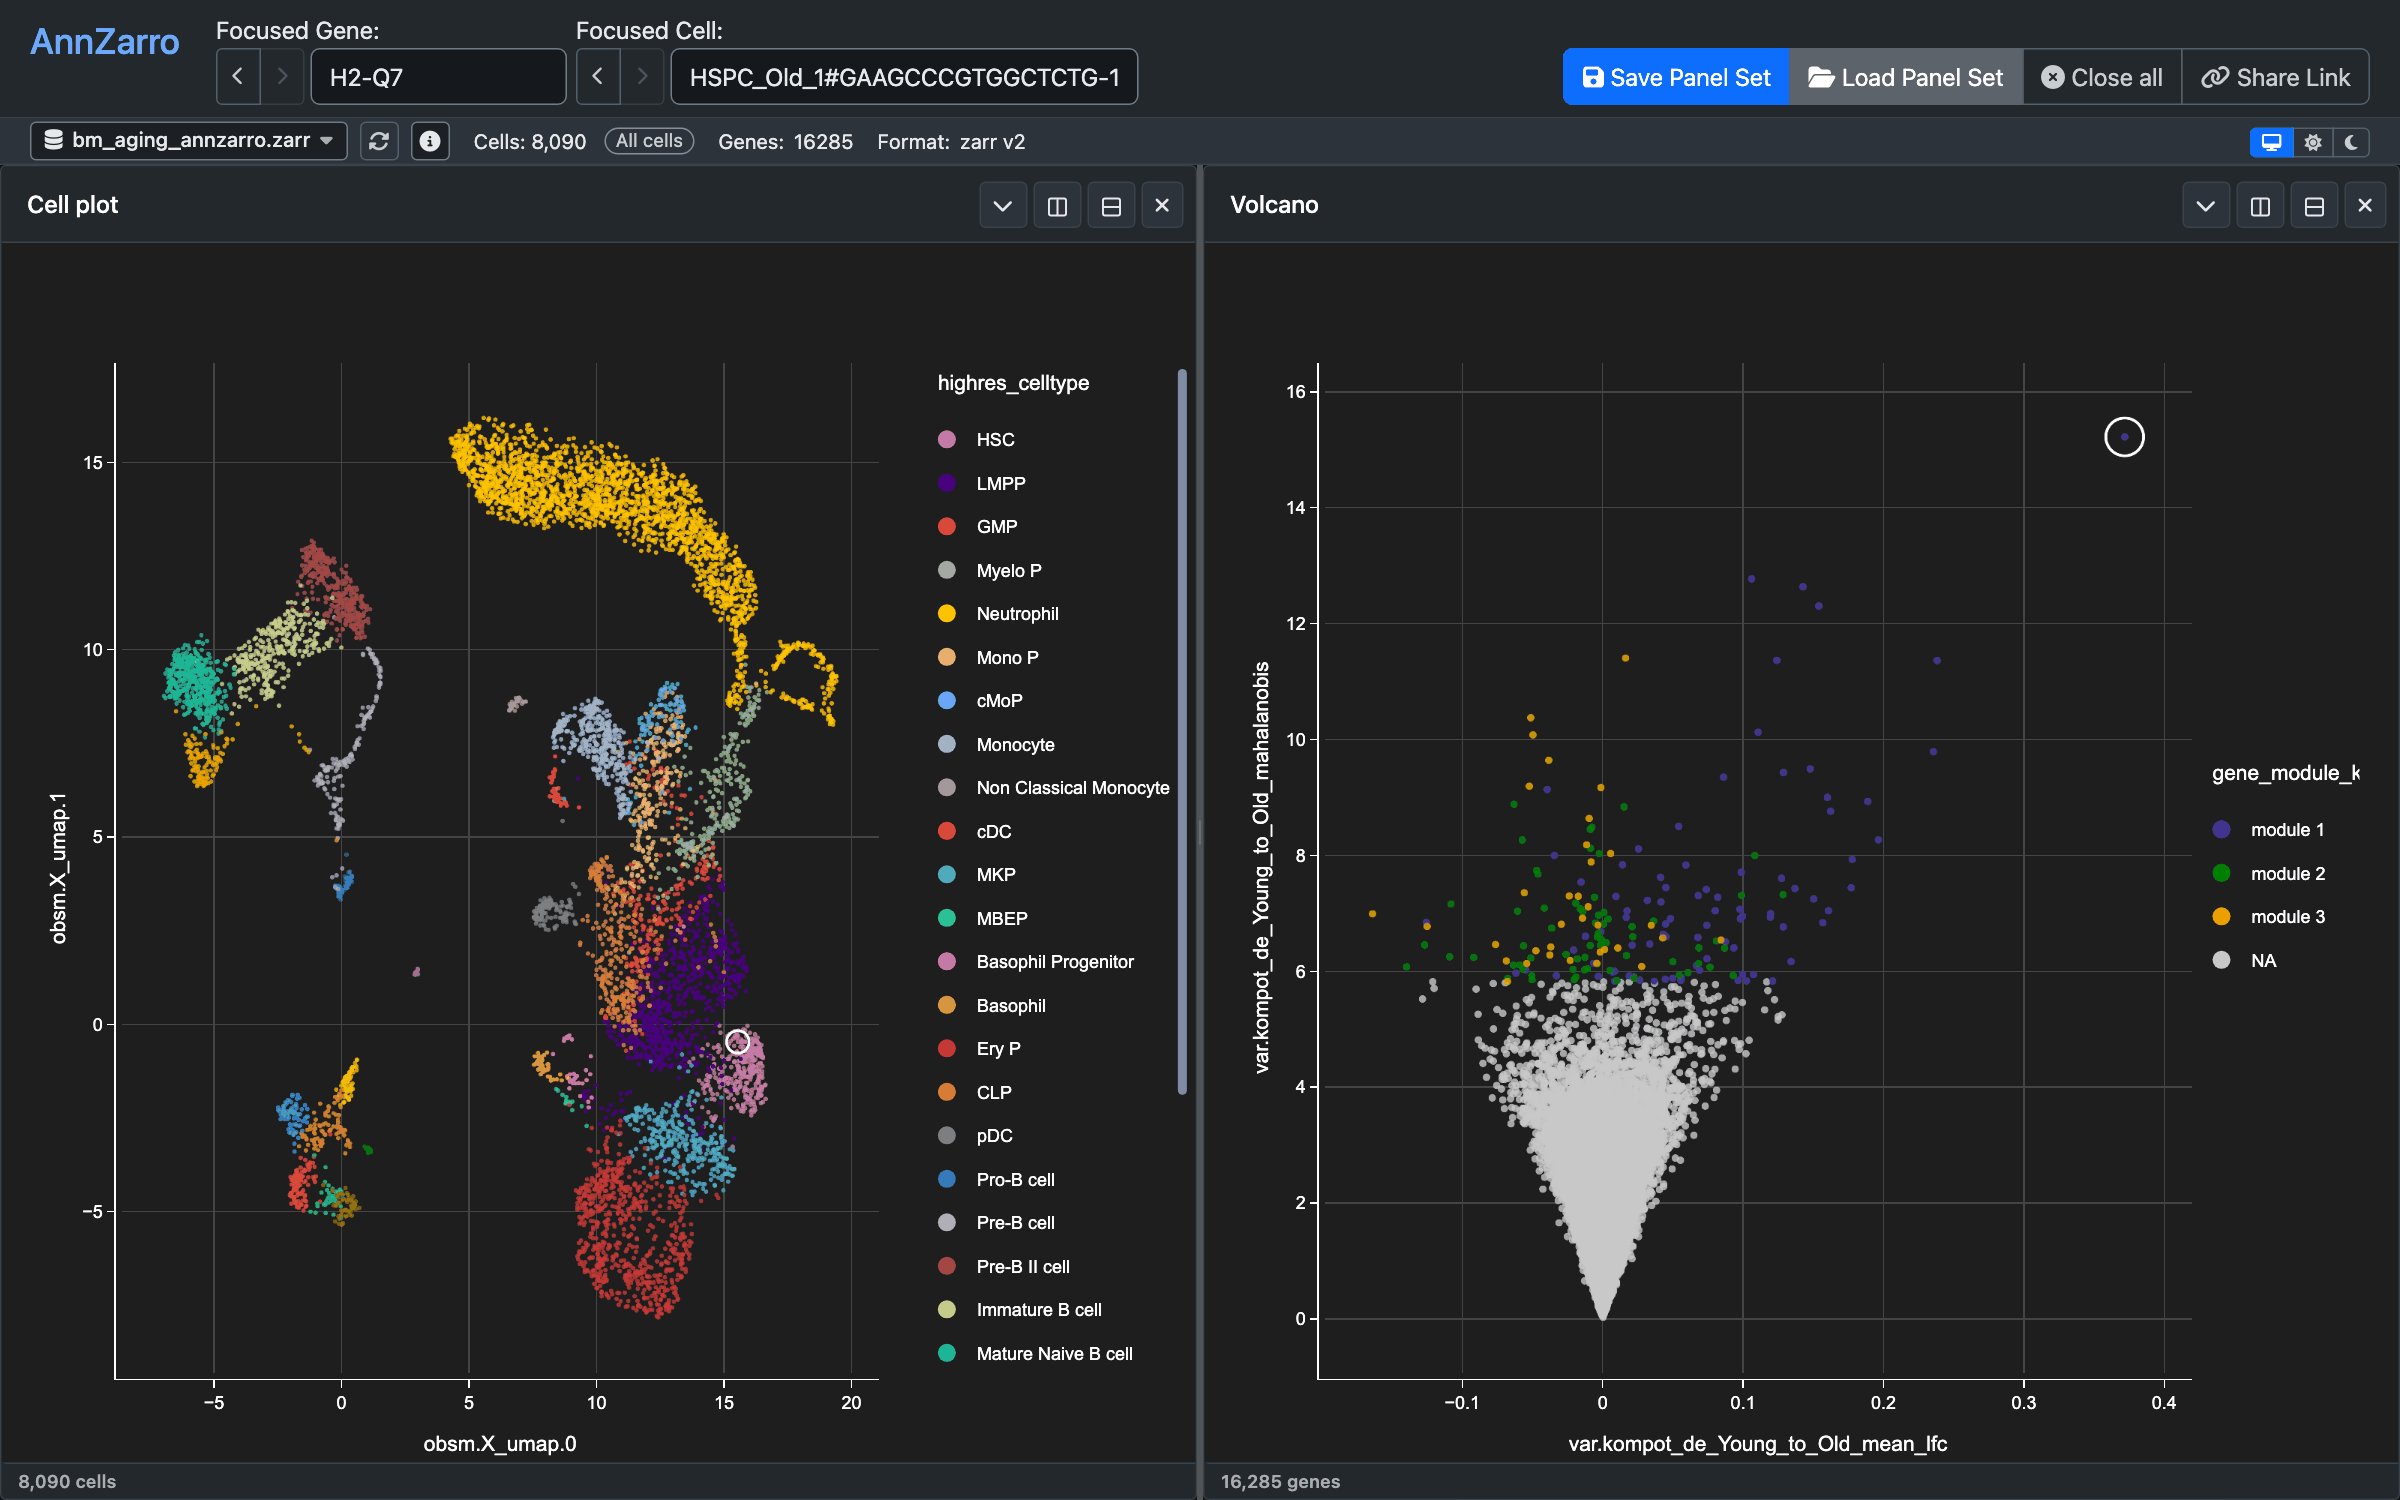 AnnZarro
Focused Gene:
H2-Q7
Focused Cell:
HSPC_Old_1#GAAGCCCGTGGCTCTG-1
Save Panel Set
Load Panel Set
Close all
Share Link
bm_aging_annzarro.zarr
Cells: 8,090
All cells
Genes: 16285
Format: zarr v2
Cell plot
15
10
5
0
−5
obsm.X_umap.1
−5
0
5
10
15
20
obsm.X_umap.0
highres_celltype
HSC
LMPP
GMP
Myelo P
Neutrophil
Mono P
cMoP
Monocyte
Non Classical Monocyte
cDC
MKP
MBEP
Basophil Progenitor
Basophil
Ery P
CLP
pDC
Pro-B cell
Pre-B cell
Pre-B II cell
Immature B cell
Mature Naive B cell
8,090 cells
Volcano
16
14
12
10
8
6
4
2
0
var.kompot_de_Young_to_Old_mahalanobis
−0.1
0
0.1
0.2
0.3
0.4
var.kompot_de_Young_to_Old_mean_lfc
gene_module_k
module 1
module 2
module 3
NA
16,285 genes